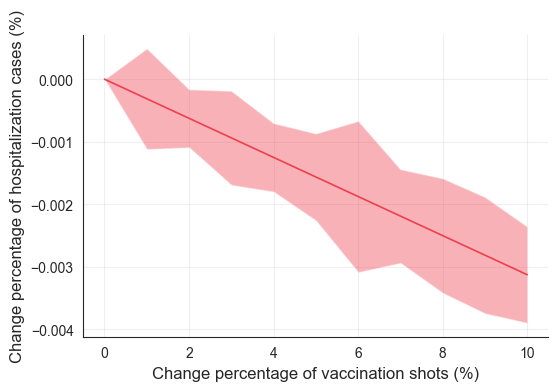 Change percentage of hospitalization cases (%)
0.000
−0.001
−0.002
−0.003
−0.004
0 2 4 6 8 10
Change percentage of vaccination shots (%)